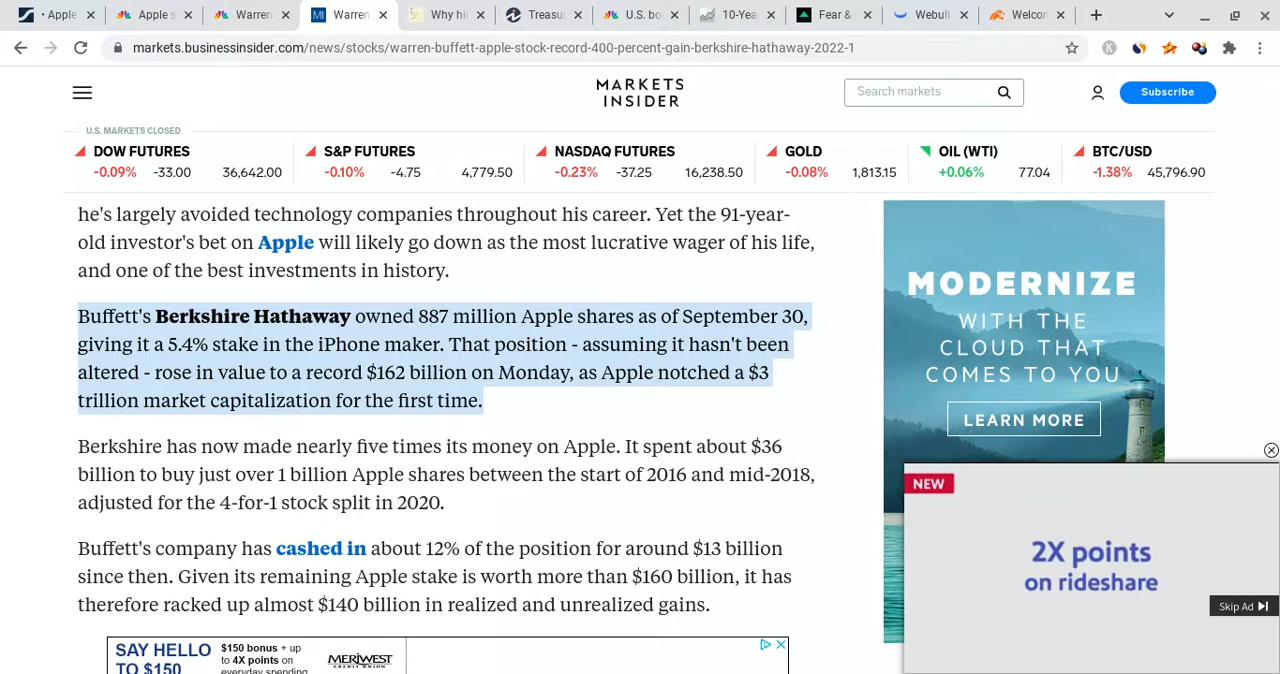 • Apple
Apple s
Warren
Warren
Why hi
Treasur
U.S. bo
10-Yea
Fear &
Webull
Welcom
markets.businessinsider.com/news/stocks/warren-buffett-apple-stock-record-400-percent-gain-berkshire-hathaway-2022-1
MARKETS
INSIDER
Search markets
Subscribe
U.S. MARKETS CLOSED
DOW FUTURES
-0.09% -33.00 36,642.00
S&P FUTURES
-0.10% -4.75 4,779.50
NASDAQ FUTURES
-0.23% -37.25 16,238.50
GOLD
-0.08% 1,813.15
OIL (WTI)
+0.06% 77.04
BTC/USD
-1.38% 45,796.90
he's largely avoided technology companies throughout his career. Yet the 91-year-
old investor's bet on Apple will likely go down as the most lucrative wager of his life,
and one of the best investments in history.
Buffett's Berkshire Hathaway owned 887 million Apple shares as of September 30,
giving it a 5.4% stake in the iPhone maker. That position - assuming it hasn't been
altered - rose in value to a record $162 billion on Monday, as Apple notched a $3
trillion market capitalization for the first time.
Berkshire has now made nearly five times its money on Apple. It spent about $36
billion to buy just over 1 billion Apple shares between the start of 2016 and mid-2018,
adjusted for the 4-for-1 stock split in 2020.
Buffett's company has cashed in about 12% of the position for around $13 billion
since then. Given its remaining Apple stake is worth more than $160 billion, it has
therefore racked up almost $140 billion in realized and unrealized gains.
MODERNIZE
WITH THE
CLOUD THAT
COMES TO YOU
LEARN MORE
NEW
2X points
on rideshare
Skip Ad
SAY HELLO
TO $150
$150 bonus + up
to 4X points on
everyday spending
MERIWEST
CREDIT UNION